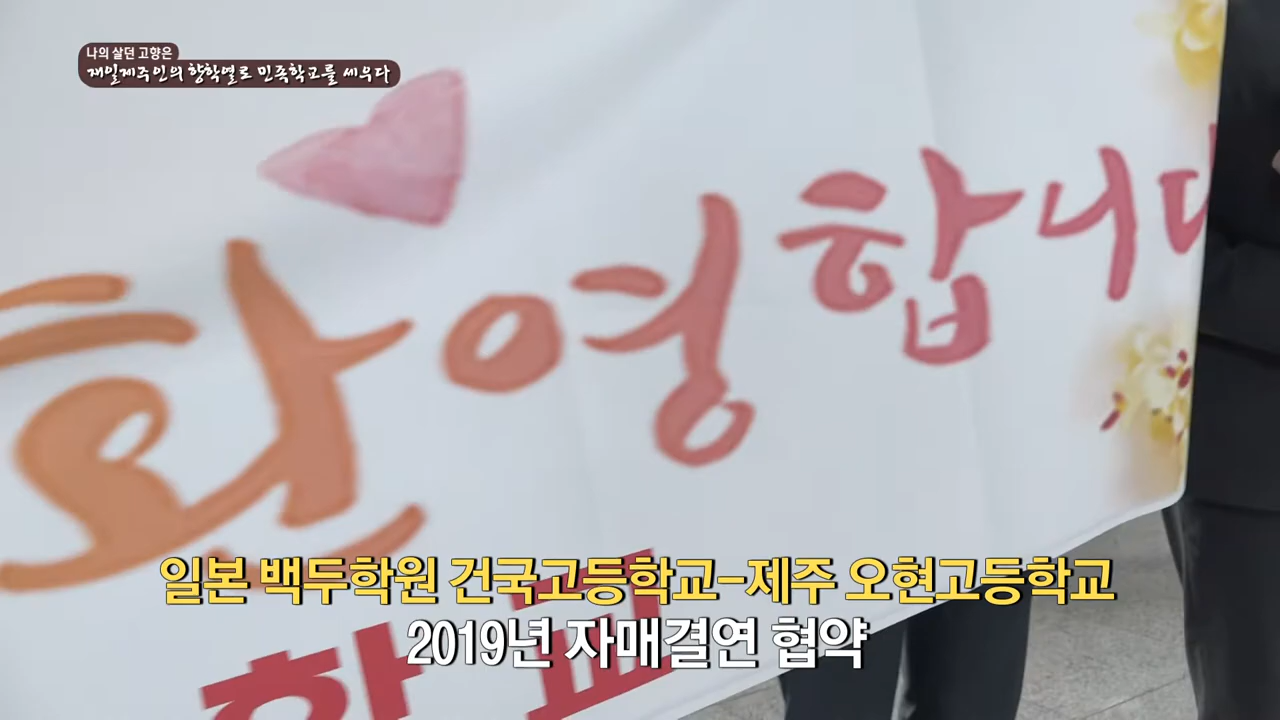 나의 살던 고향은
재일제주인의 향학열로 민족학교를 세우다
환영합니다
일본 백두학원 건국고등학교-제주 오현고등학교
2019년 자매결연 협약
학교